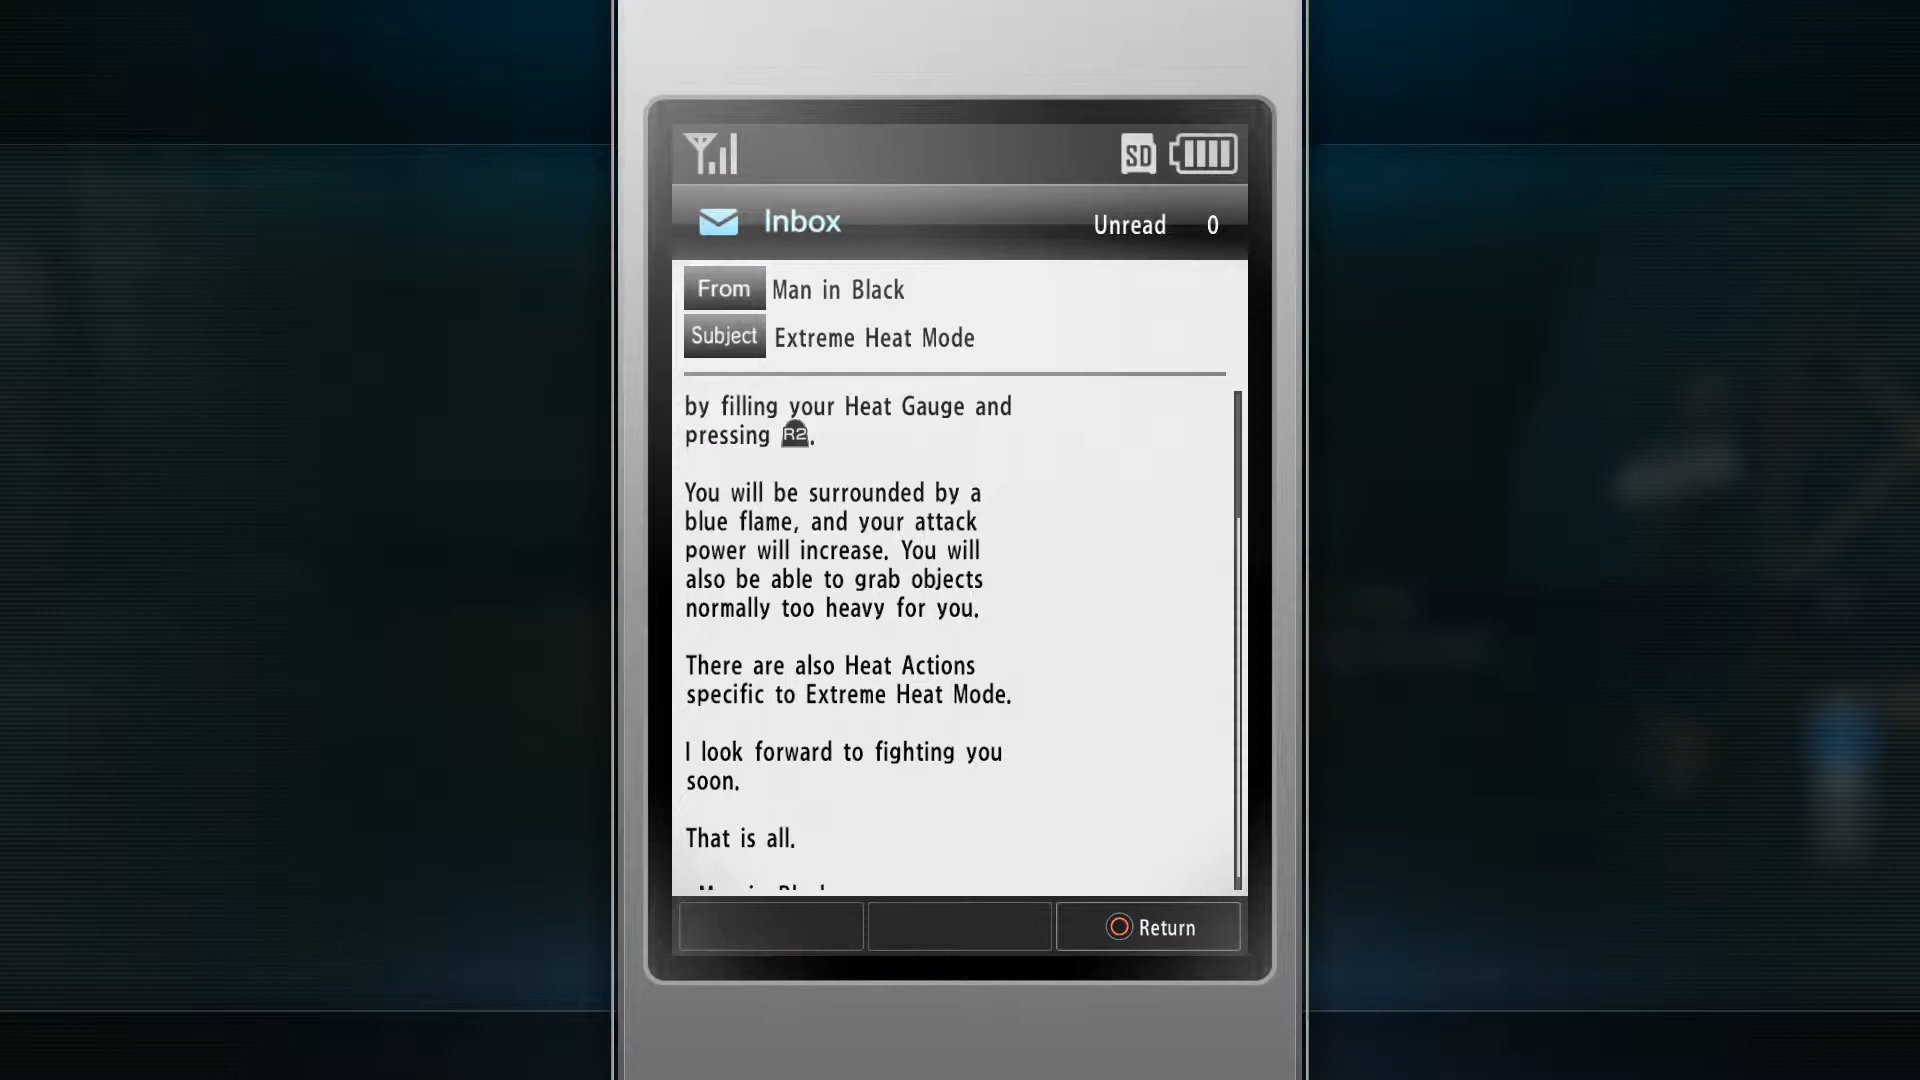 SD
Inbox
Unread 0
From Man in Black
Subject Extreme Heat Mode
by filling your Heat Gauge and
pressing R2.
You will be surrounded by a
blue flame, and your attack
power will increase. You will
also be able to grab objects
normally too heavy for you.
There are also Heat Actions
specific to Extreme Heat Mode.
I look forward to fighting you
soon.
That is all.
Return